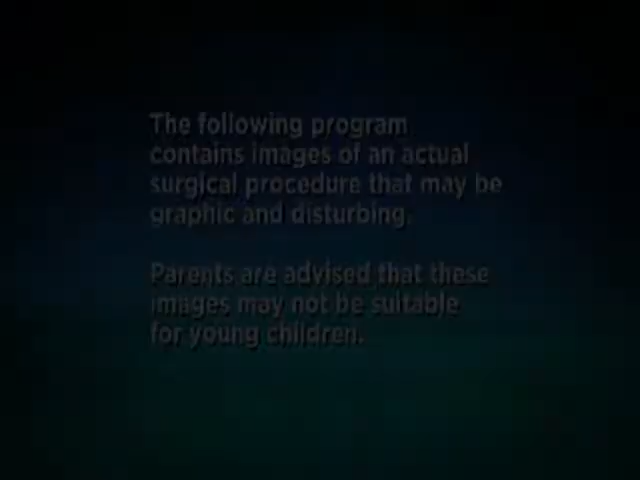 The following program
contains images of an actual
surgical procedure that may be
graphic and disturbing.
Parents are advised that these
images may not be suitable
for young children.